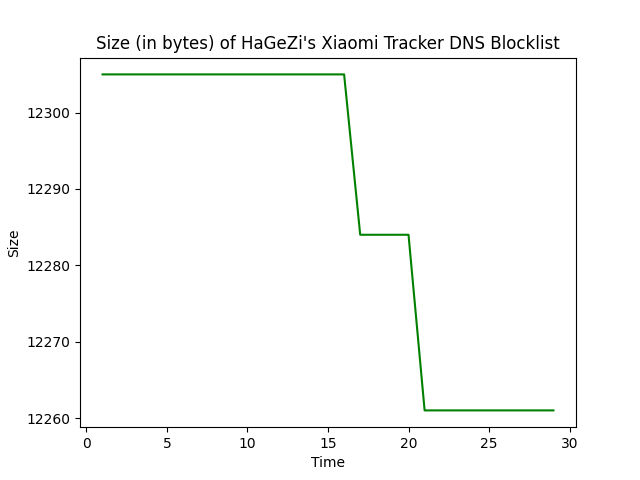 Size (in bytes) of HaGeZi's Xiaomi Tracker DNS Blocklist
12300
12290
12280
12270
12260
Size
0 5 10 15 20 25 30
Time